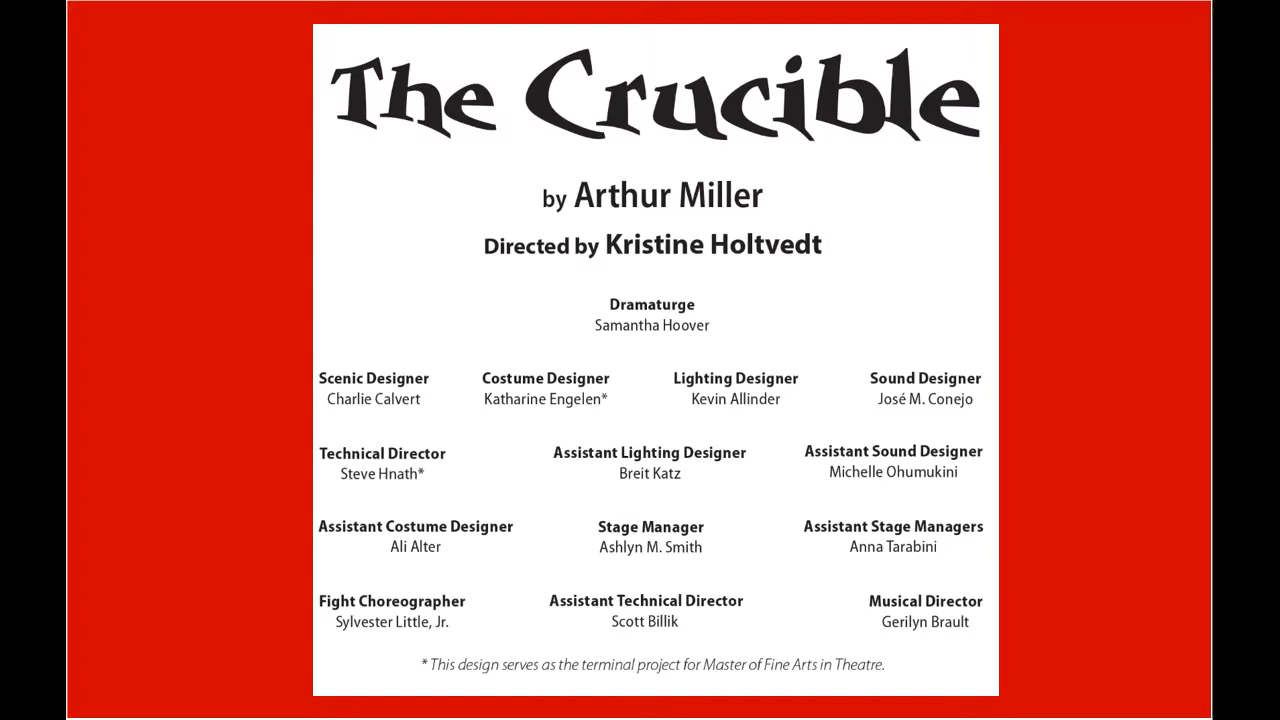 The Crucible
by Arthur Miller
Directed by Kristine Holtvedt
Dramaturge
Samantha Hoover
Scenic Designer Costume Designer Lighting Designer Sound Designer
Charlie Calvert Katharine Engelen* Kevin Allinder José M. Conejo
Technical Director Assistant Lighting Designer Assistant Sound Designer
Steve Hnath* Breit Katz Michelle Ohumukini
Assistant Costume Designer Stage Manager Assistant Stage Managers
Ali Alter Ashlyn M. Smith Anna Tarabini
Fight Choreographer Assistant Technical Director Musical Director
Sylvester Little, Jr. Scott Billik Gerilyn Brault
* This design serves as the terminal project for Master of Fine Arts in Theatre.